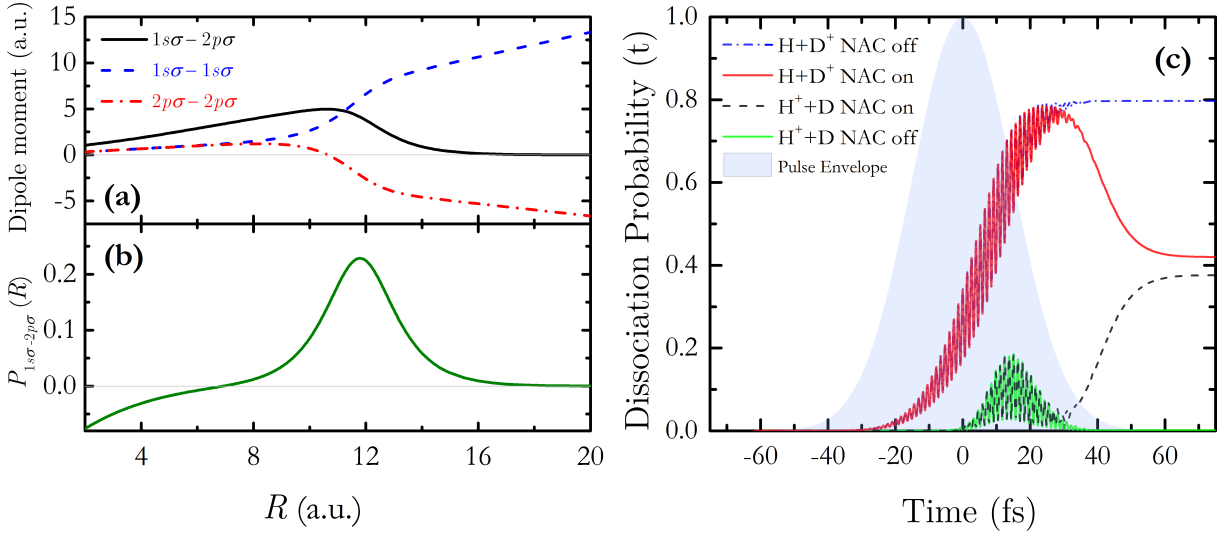 15
10
5
0
-5
Dipole moment (a.u.)
1sσ−2pσ
1sσ−1sσ
2pσ−2pσ
(a)
0.2
0.1
0.0
P1sσ-2pσ(R)
(b)
4
8
12
16
20
R (a.u.)
1.0
0.8
0.6
0.4
0.2
0.0
Dissociation Probability (t)
H+D+ NAC off
H+D+ NAC on
H++D NAC on
H++D NAC off
Pulse Envelope
(c)
-60
-40
-20
0
20
40
60
Time (fs)